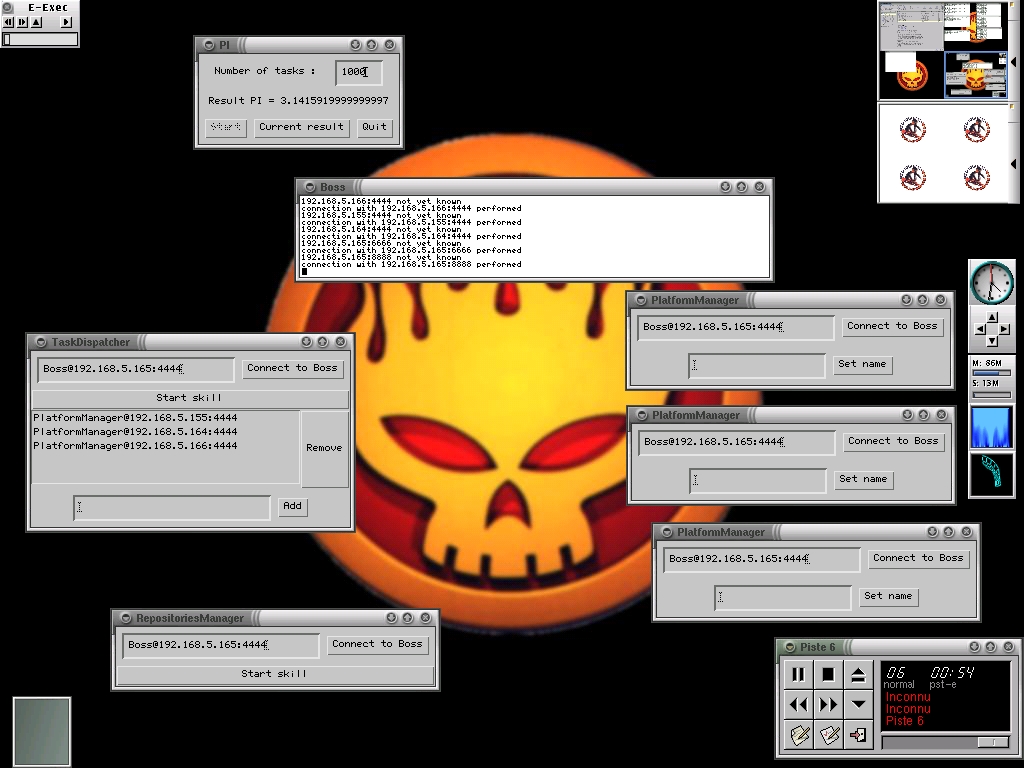 E-Exec
PI
Number of tasks :
1000
Result PI = 3.1415919999999997
Start
Current result
Quit
Boss
192.168.5.166:4444 not yet known
connection with 192.168.5.166:4444 performed
192.168.5.155:4444 not yet known
connection with 192.168.5.155:4444 performed
192.168.5.164:4444 not yet known
connection with 192.168.5.164:4444 performed
192.168.5.165:6666 not yet known
connection with 192.168.5.165:6666 performed
192.168.5.165:8888 not yet known
connection with 192.168.5.165:8888 performed
PlatformManager
Boss@192.168.5.165:4444
Connect to Boss
Set name
TaskDispatcher
Boss@192.168.5.165:4444
Connect to Boss
Start skill
PlatformManager@192.168.5.155:4444
PlatformManager@192.168.5.164:4444
PlatformManager@192.168.5.166:4444
Remove
Add
M: 86M
S: 13M
PlatformManager
Boss@192.168.5.165:4444
Connect to Boss
Set name
PlatformManager
Boss@192.168.5.165:4444
Connect to Boss
Set name
RepositoriesManager
Boss@192.168.5.165:4444
Connect to Boss
Start skill
Piste 6
06 00:54
normal pst-e
Inconnu
Inconnu
Piste 6